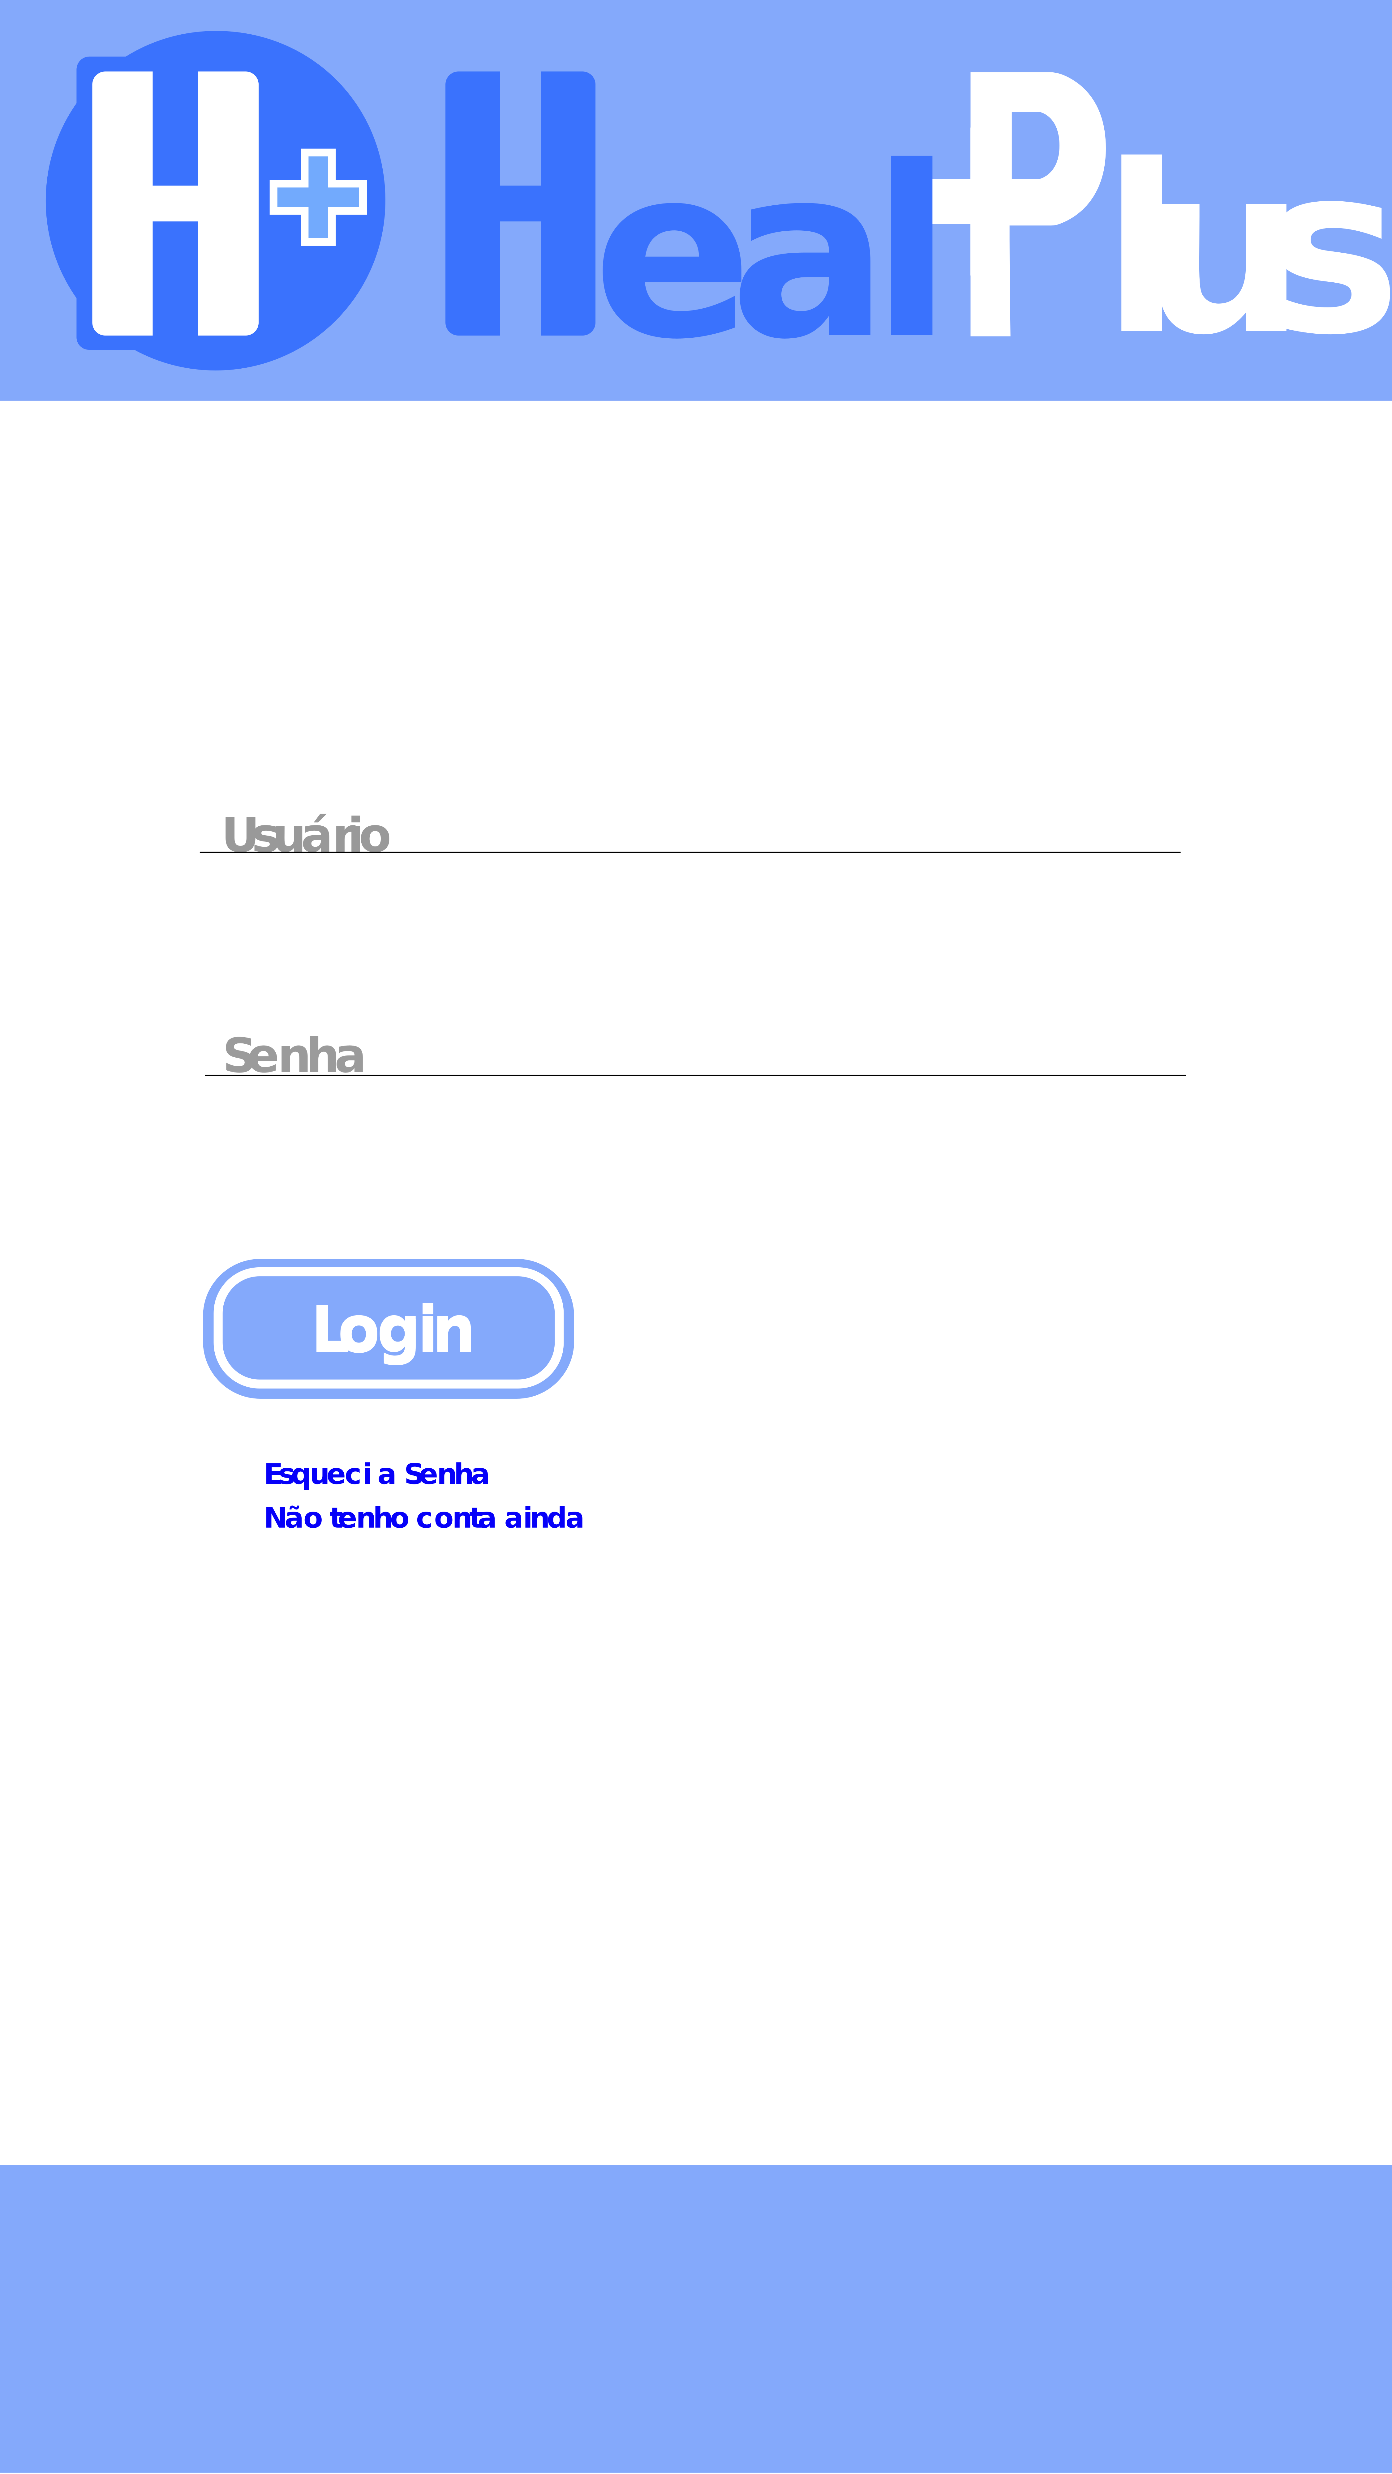 H+ HealPlus
Usuário
Senha
Login
Esqueci a Senha
Não tenho conta ainda